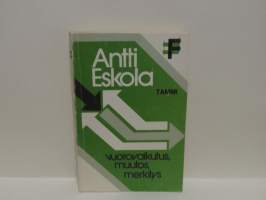 Antti
Eskola
TAMMI
vuorovaikutus,
muutos,
merkitys